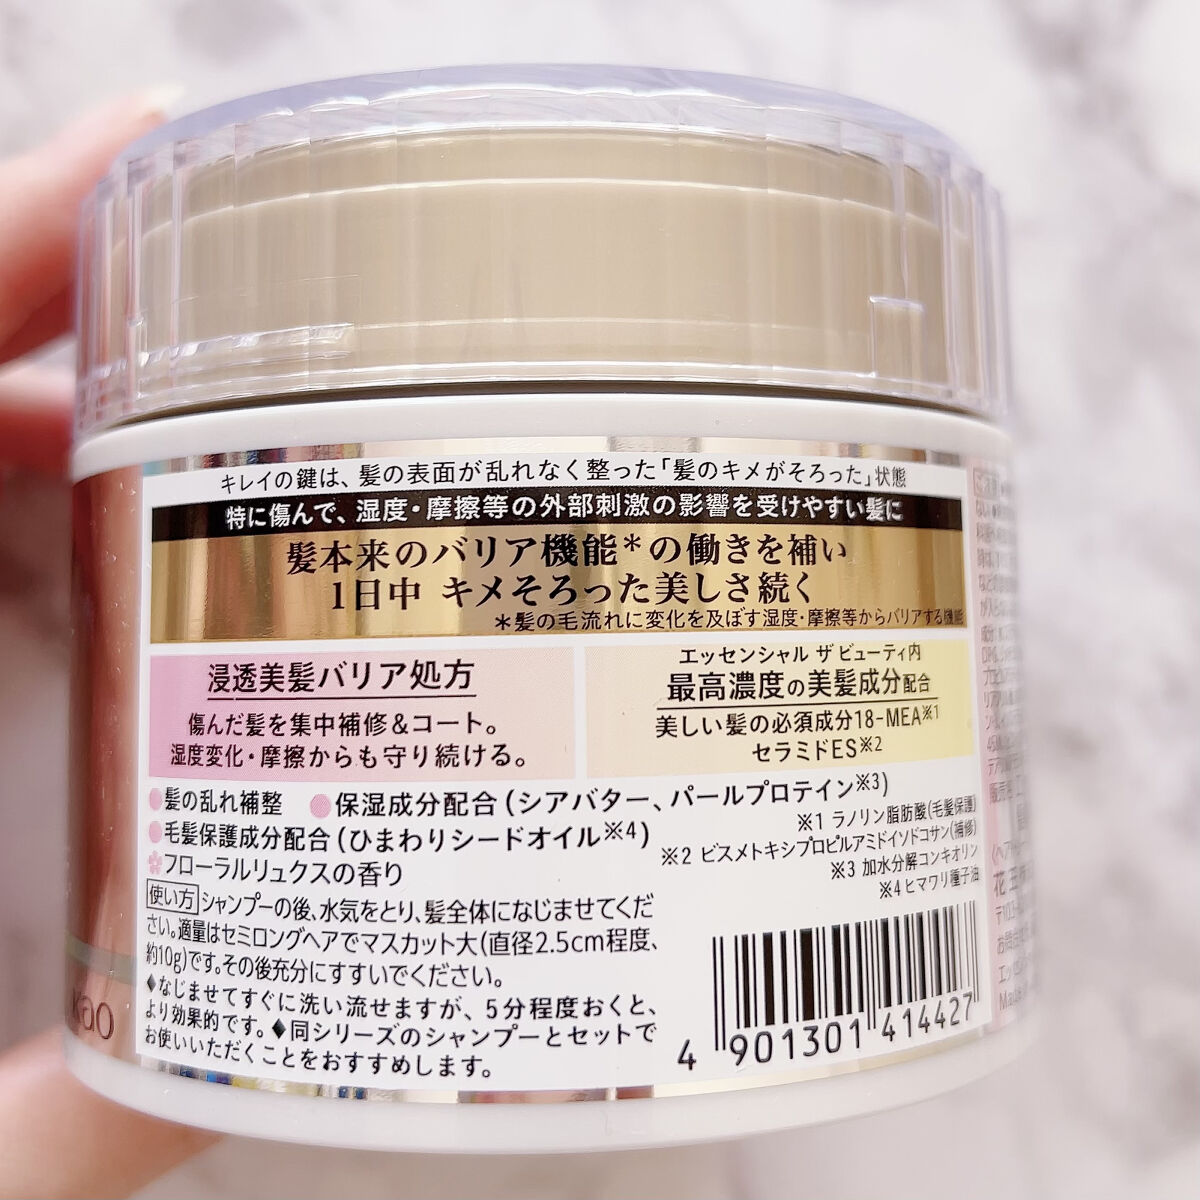 キレイの鍵は、髪の表面が乱れなく整った「髪のキメがそろった」状態
特に傷んで、湿度・摩擦等の外部刺激の影響を受けやすい髪に
髪本来のバリア機能*の働きを補い
1日中 キメそろった美しさ続く
*髪の毛流れに変化を及ぼす湿度・摩擦等からバリアする機能
浸透美髪バリア処方
傷んだ髪を集中補修&コート。
湿度変化・摩擦からも守り続ける。
エッセンシャル ザ ビューティ内
最高濃度の美髪成分配合
美しい髪の必須成分18-MEA※1
セラミドES※2
●髪の乱れ補整 ●保湿成分配合(シアバター、パールプロテイン※3)
●毛髪保護成分配合(ひまわりシードオイル※4)
フローラルリュクスの香り
※1 ラノリン脂肪酸(毛髪保護)
※2 ビスメトキシプロピルアミドイソドコサン(補修)
※3 加水分解コンキオリン
※4 ヒマワリ種子油
使い方 シャンプーの後、水気をとり、髪全体になじませてくだ
さい。適量はセミロングヘアでマスカット大(直径2.5cm程度、
約10g)です。その後充分にすすいでください。
◆なじませてすぐに洗い流せますが、5分程度おくと、
より効果的です。◆同シリーズのシャンプーとセットで
お使いいただくことをおすすめします。
4 901301 414427
Kao